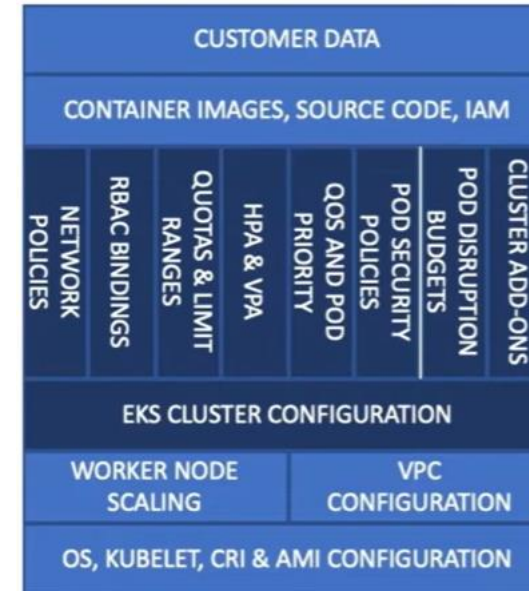 CUSTOMER DATA
CONTAINER IMAGES, SOURCE CODE, IAM
NETWORK
POLICIES
RBAC BINDINGS
QUOTAS & LIMIT
RANGES
HPA & VPA
QOS AND POD
PRIORITY
POD SECURITY
POLICIES
POD DISRUPTION
BUDGETS
CLUSTER ADD-ONS
EKS CLUSTER CONFIGURATION
WORKER NODE
SCALING
VPC
CONFIGURATION
OS, KUBELET, CRI & AMI CONFIGURATION